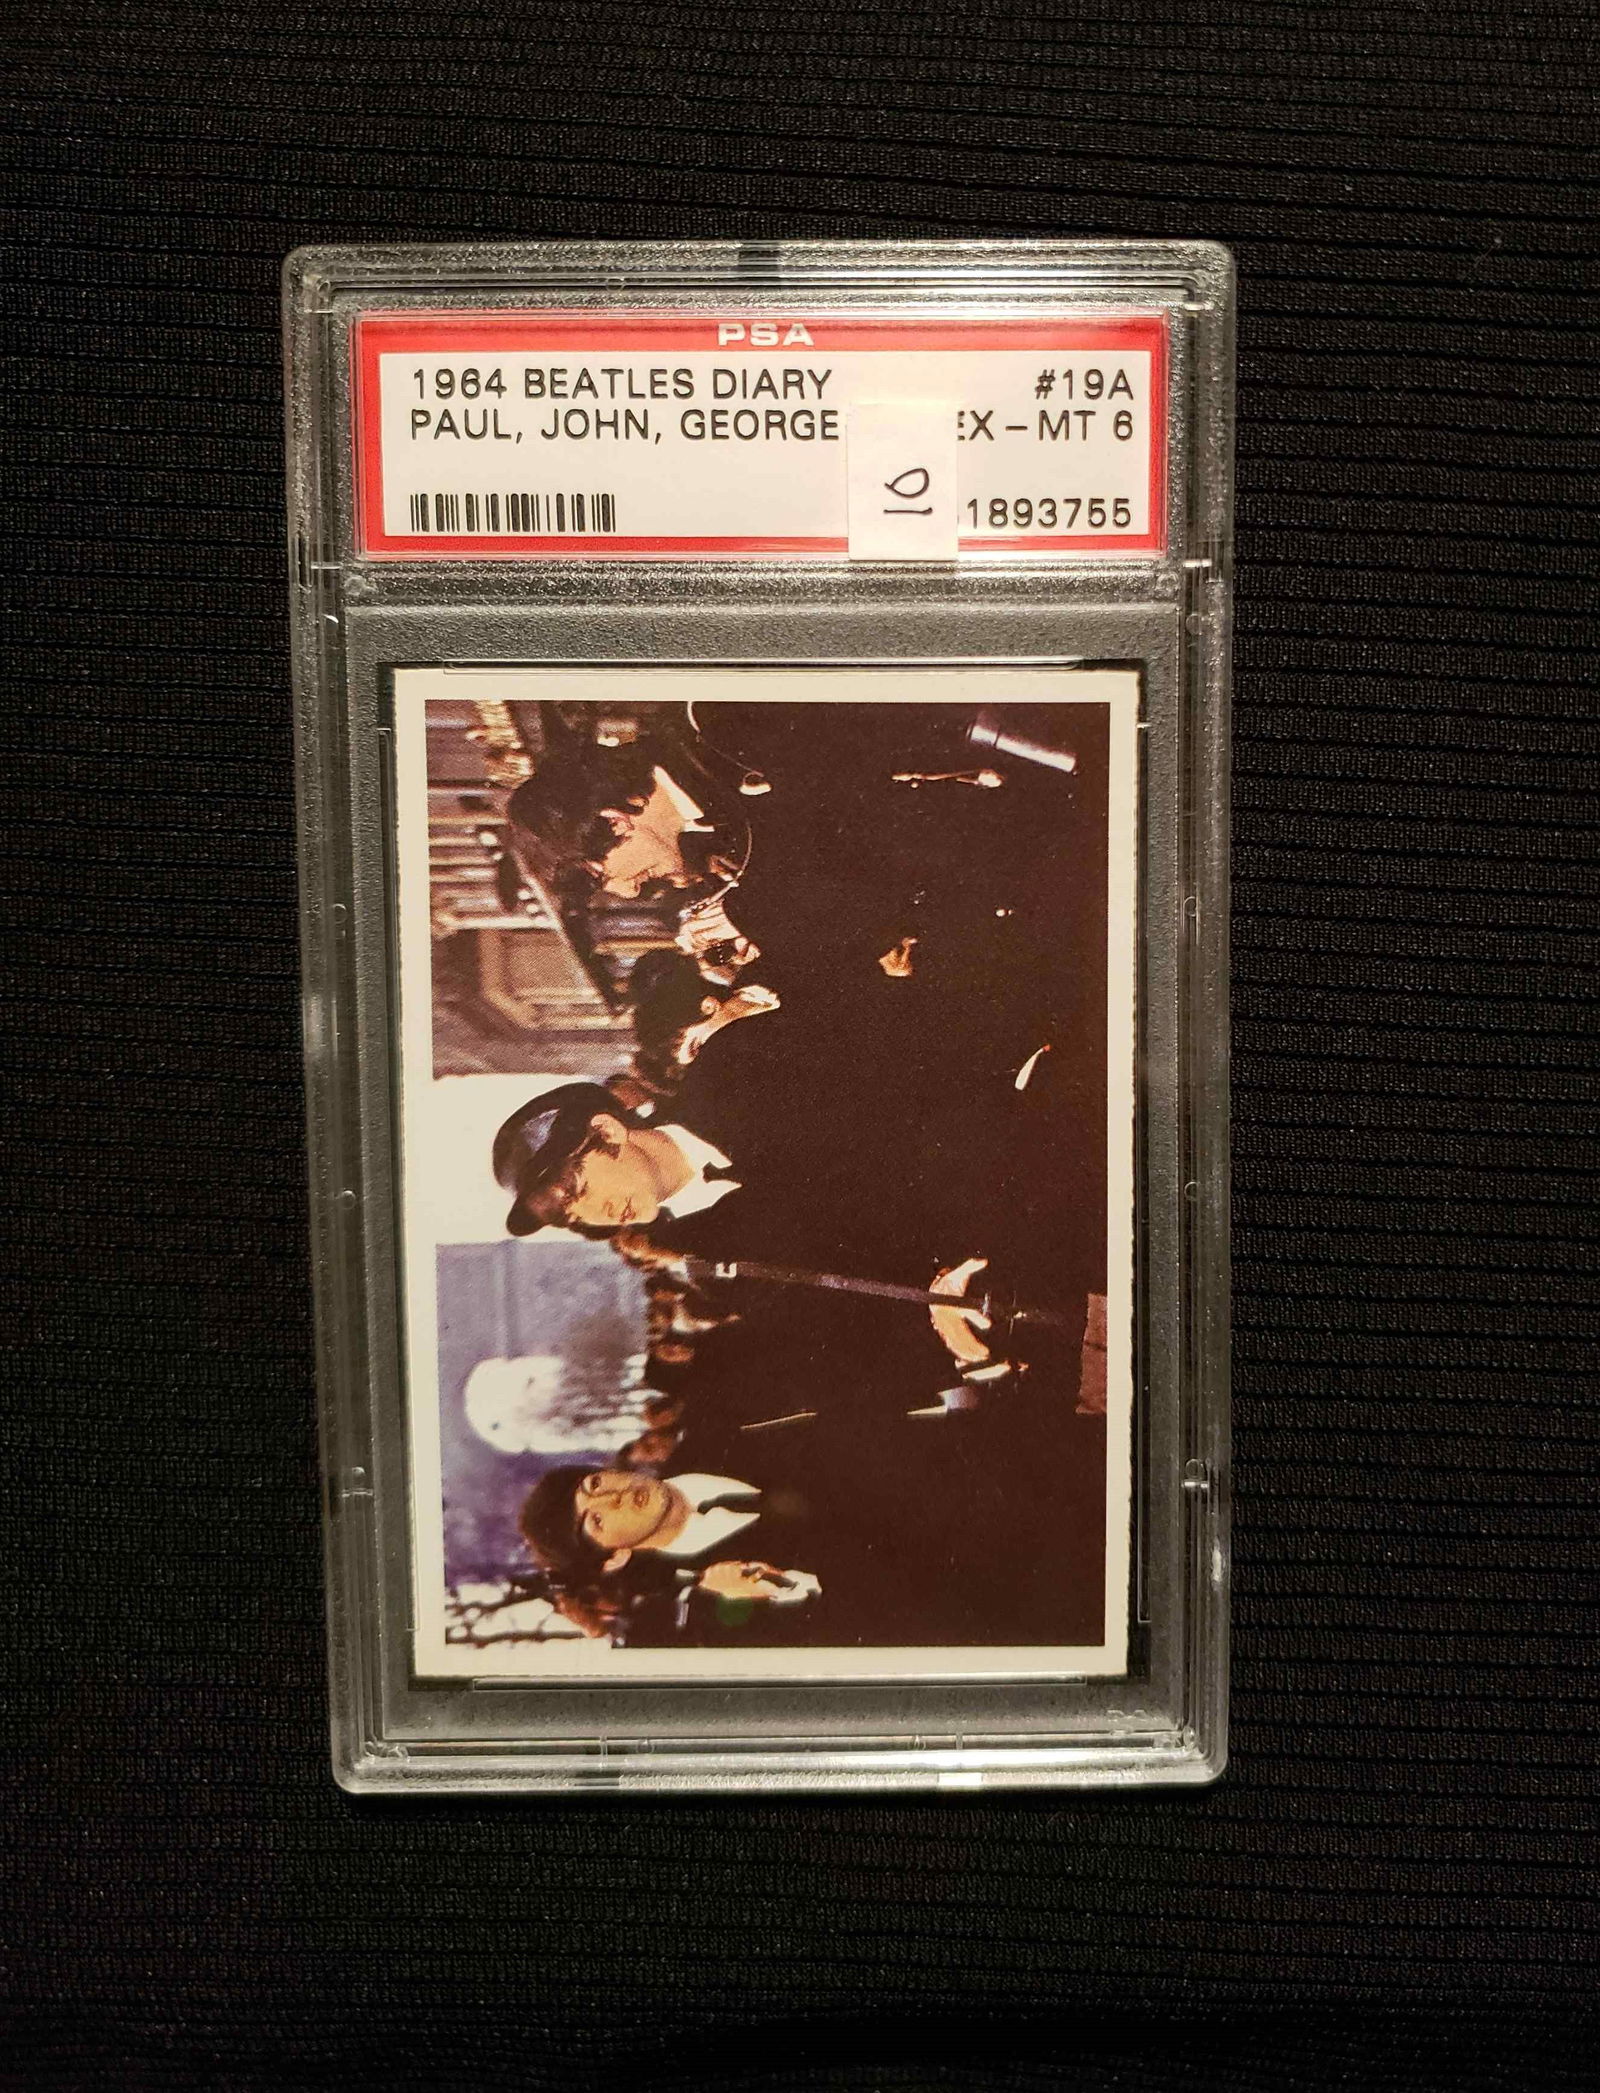 PSA
1964 BEATLES DIARY #19A
PAUL, JOHN, GEORGE EX-MT 6
10
1893755